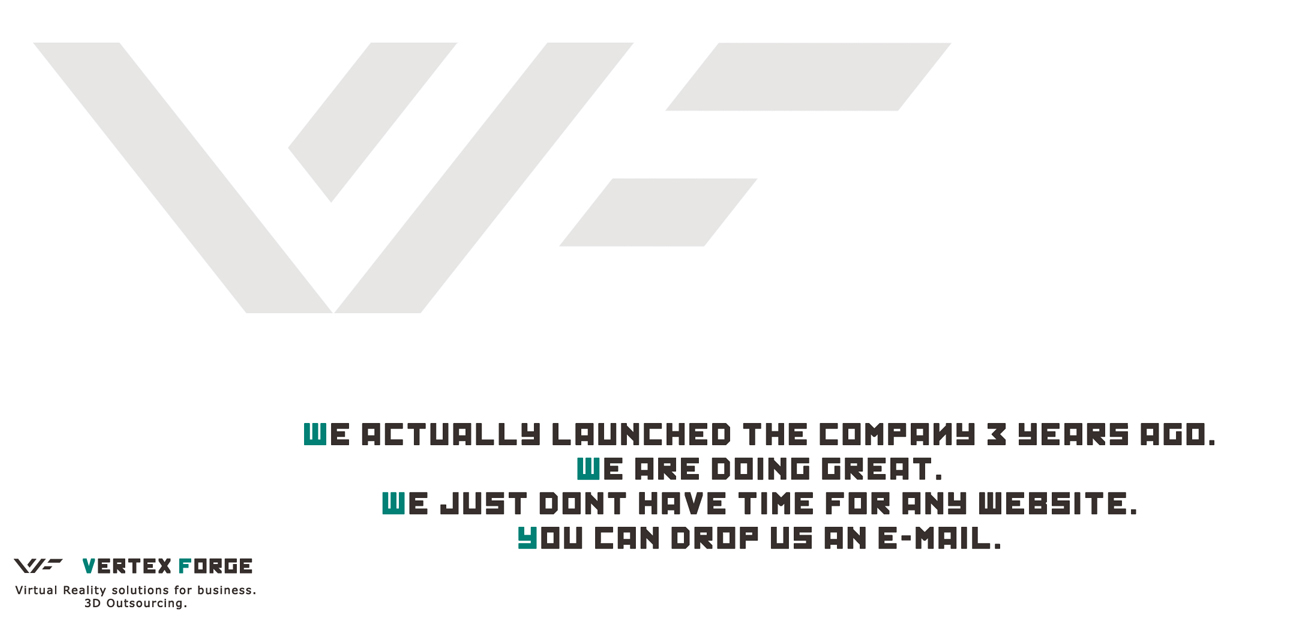 WE ACTUALLY LAUNCHED THE COMPANY 3 YEARS AGO.
WE ARE DOING GREAT.
WE JUST DONT HAVE TIME FOR ANY WEBSITE.
YOU CAN DROP US AN E-MAIL.
VF VERTEX FORGE
Virtual Reality solutions for business.
3D Outsourcing.